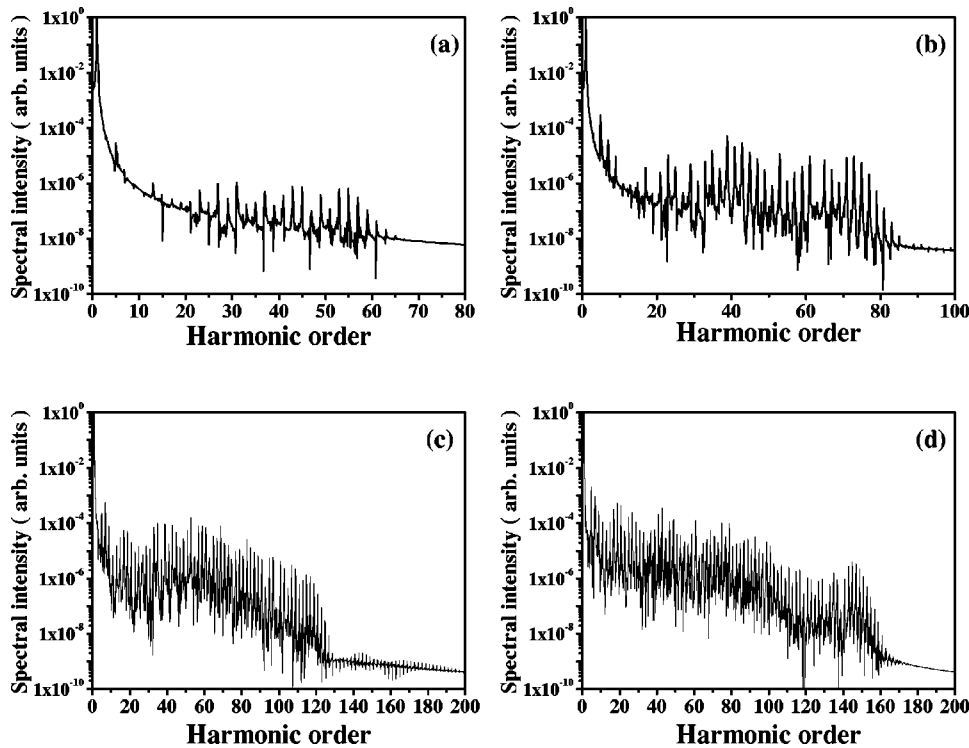 (a)
Spectral intensity ( arb. units )
1x10^0
1x10^-2
1x10^-4
1x10^-6
1x10^-8
1x10^-10
0 10 20 30 40 50 60 70 80
Harmonic order
(b)
Spectral intensity ( arb. units )
1x10^0
1x10^-2
1x10^-4
1x10^-6
1x10^-8
1x10^-10
0 20 40 60 80 100
Harmonic order
(c)
Spectral intensity ( arb. units )
1x10^0
1x10^-2
1x10^-4
1x10^-6
1x10^-8
1x10^-10
0 20 40 60 80 100 120 140 160 180 200
Harmonic order
(d)
Spectral intensity ( arb. units )
1x10^0
1x10^-2
1x10^-4
1x10^-6
1x10^-8
1x10^-10
0 20 40 60 80 100 120 140 160 180 200
Harmonic order